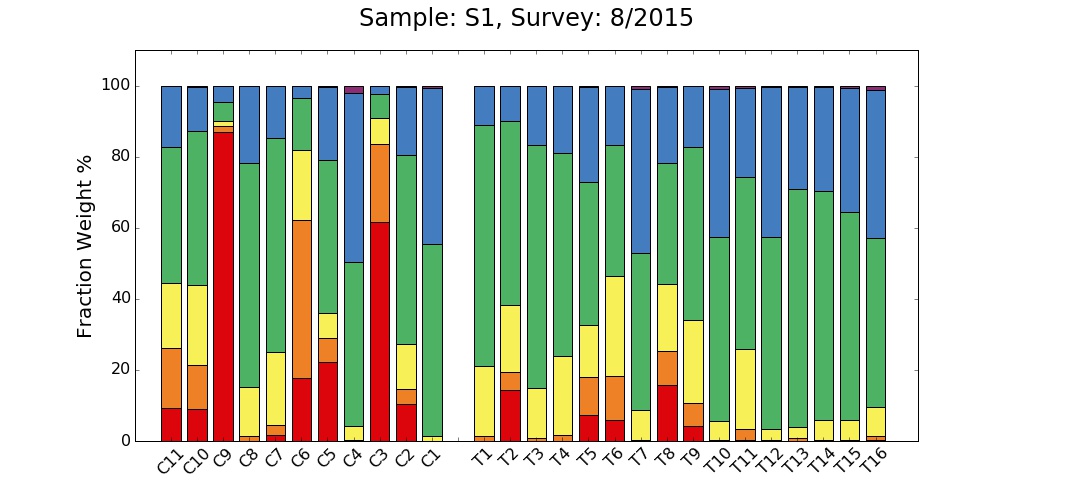 Sample: S1, Survey: 8/2015
Fraction Weight %
100
80
60
40
20
0
C11 C10 C9 C8 C7 C6 C5 C4 C3 C2 C1 T1 T2 T3 T4 T5 T6 T7 T8 T9 T10 T11 T12 T13 T14 T15 T16